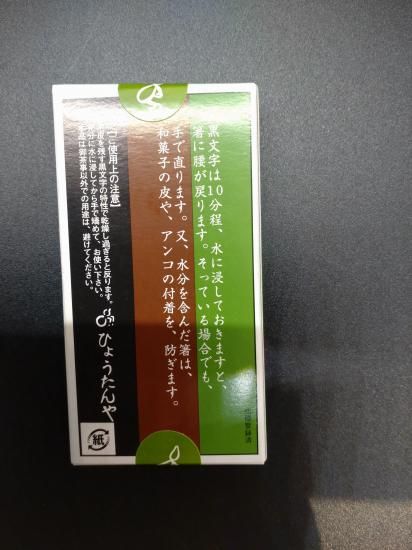 黒文字は10分程、水に浸しておきますと、
箸に腰が戻ります。そっている場合でも、
手で直ります。又、水分を含んだ箸は、
和菓子の皮や、アンコの付着を、防ぎます。
【ご使用上の注意】
皮を残す黒文字の特性で乾燥し過ぎると反ります。
水分に水に浸してから手で矯めて、お使い下さい。
お茶事以外での用途は、避けてください。
ひょうたんや
紙